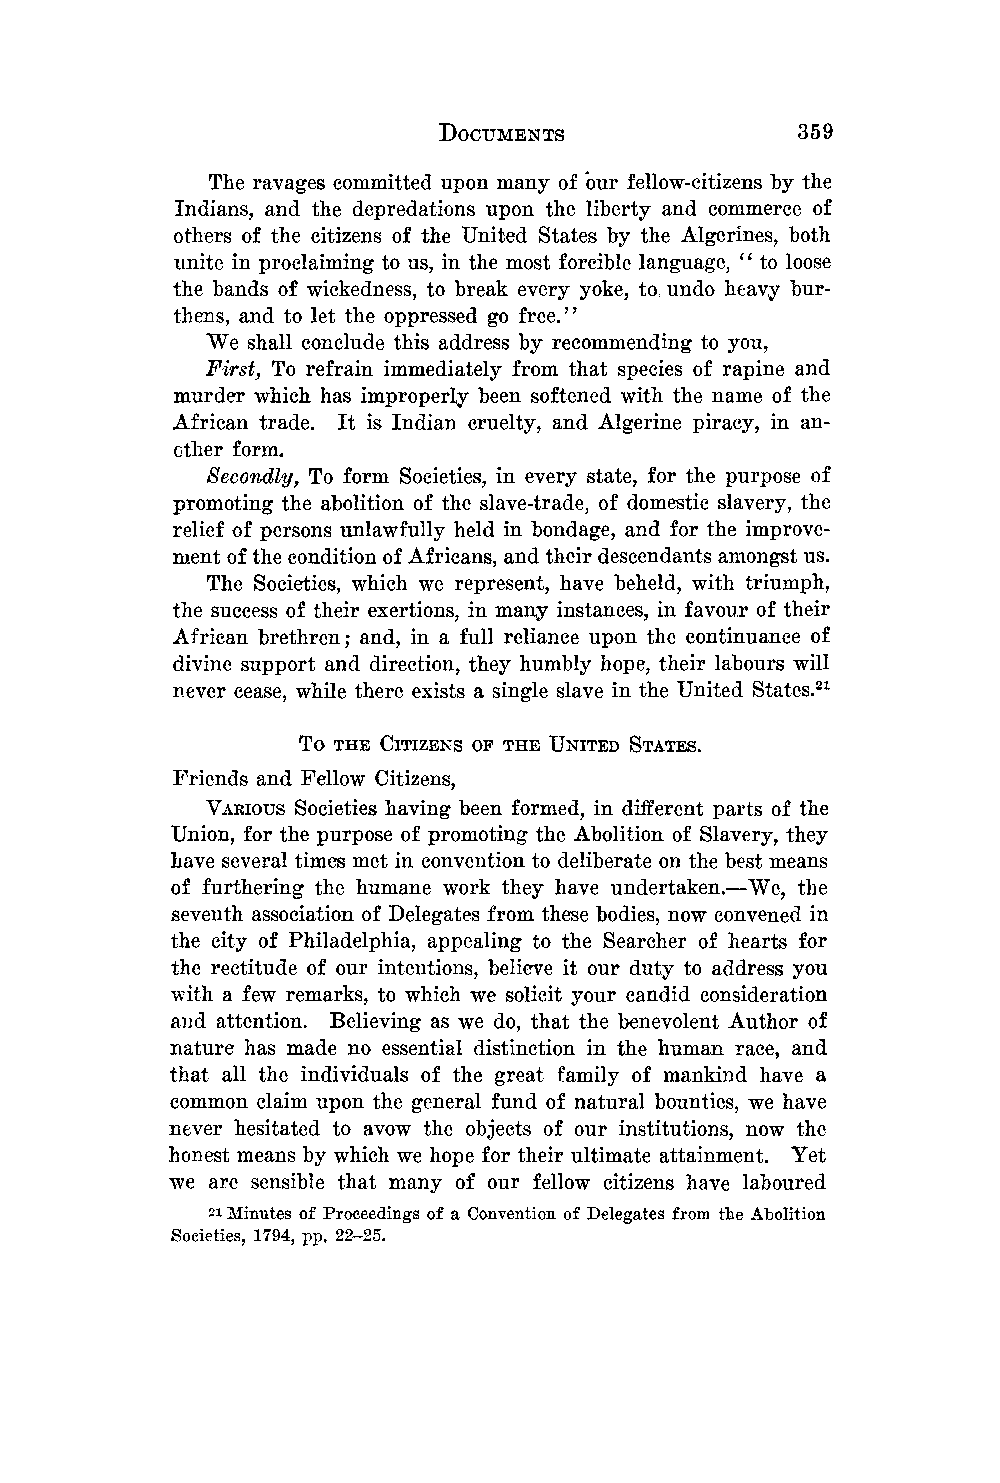 DOCUMENTS 359
The ravages committed upon many of our fellow-citizens by the
Indians, and the depredations upon the liberty and commerce of
others of the citizens of the United States by the Algerines, both
unite in proclaiming to us, in the most forcible language, “ to loose
the bands of wickedness, to break every yoke, to undo heavy bur-
thens, and to let the oppressed go free.”
We shall conclude this address by recommending to you,
First, To refrain immediately from that species of rapine and
murder which has improperly been softened with the name of the
African trade. It is Indian cruelty, and Algerine piracy, in an-
other form.
Secondly, To form Societies, in every state, for the purpose of
promoting the abolition of the slave-trade, of domestic slavery, the
relief of persons unlawfully held in bondage, and for the improve-
ment of the condition of Africans, and their descendants amongst us.
The Societies, which we represent, have beheld, with triumph,
the success of their exertions, in many instances, in favour of their
African brethren; and, in a full reliance upon the continuance of
divine support and direction, they humbly hope, their labours will
never cease, while there exists a single slave in the United States.²¹
TO THE CITIZENS OF THE UNITED STATES.
Friends and Fellow Citizens,
VARIOUS Societies having been formed, in different parts of the
Union, for the purpose of promoting the Abolition of Slavery, they
have several times met in convention to deliberate on the best means
of furthering the humane work they have undertaken.—We, the
seventh association of Delegates from these bodies, now convened in
the city of Philadelphia, appealing to the Searcher of hearts for
the rectitude of our intentions, believe it our duty to address you
with a few remarks, to which we solicit your candid consideration
and attention. Believing as we do, that the benevolent Author of
nature has made no essential distinction in the human race, and
that all the individuals of the great family of mankind have a
common claim upon the general fund of natural bounties, we have
never hesitated to avow the objects of our institutions, now the
honest means by which we hope for their ultimate attainment. Yet
we are sensible that many of our fellow citizens have laboured
²¹ Minutes of Proceedings of a Convention of Delegates from the Abolition
Societies, 1794, pp. 22–25.